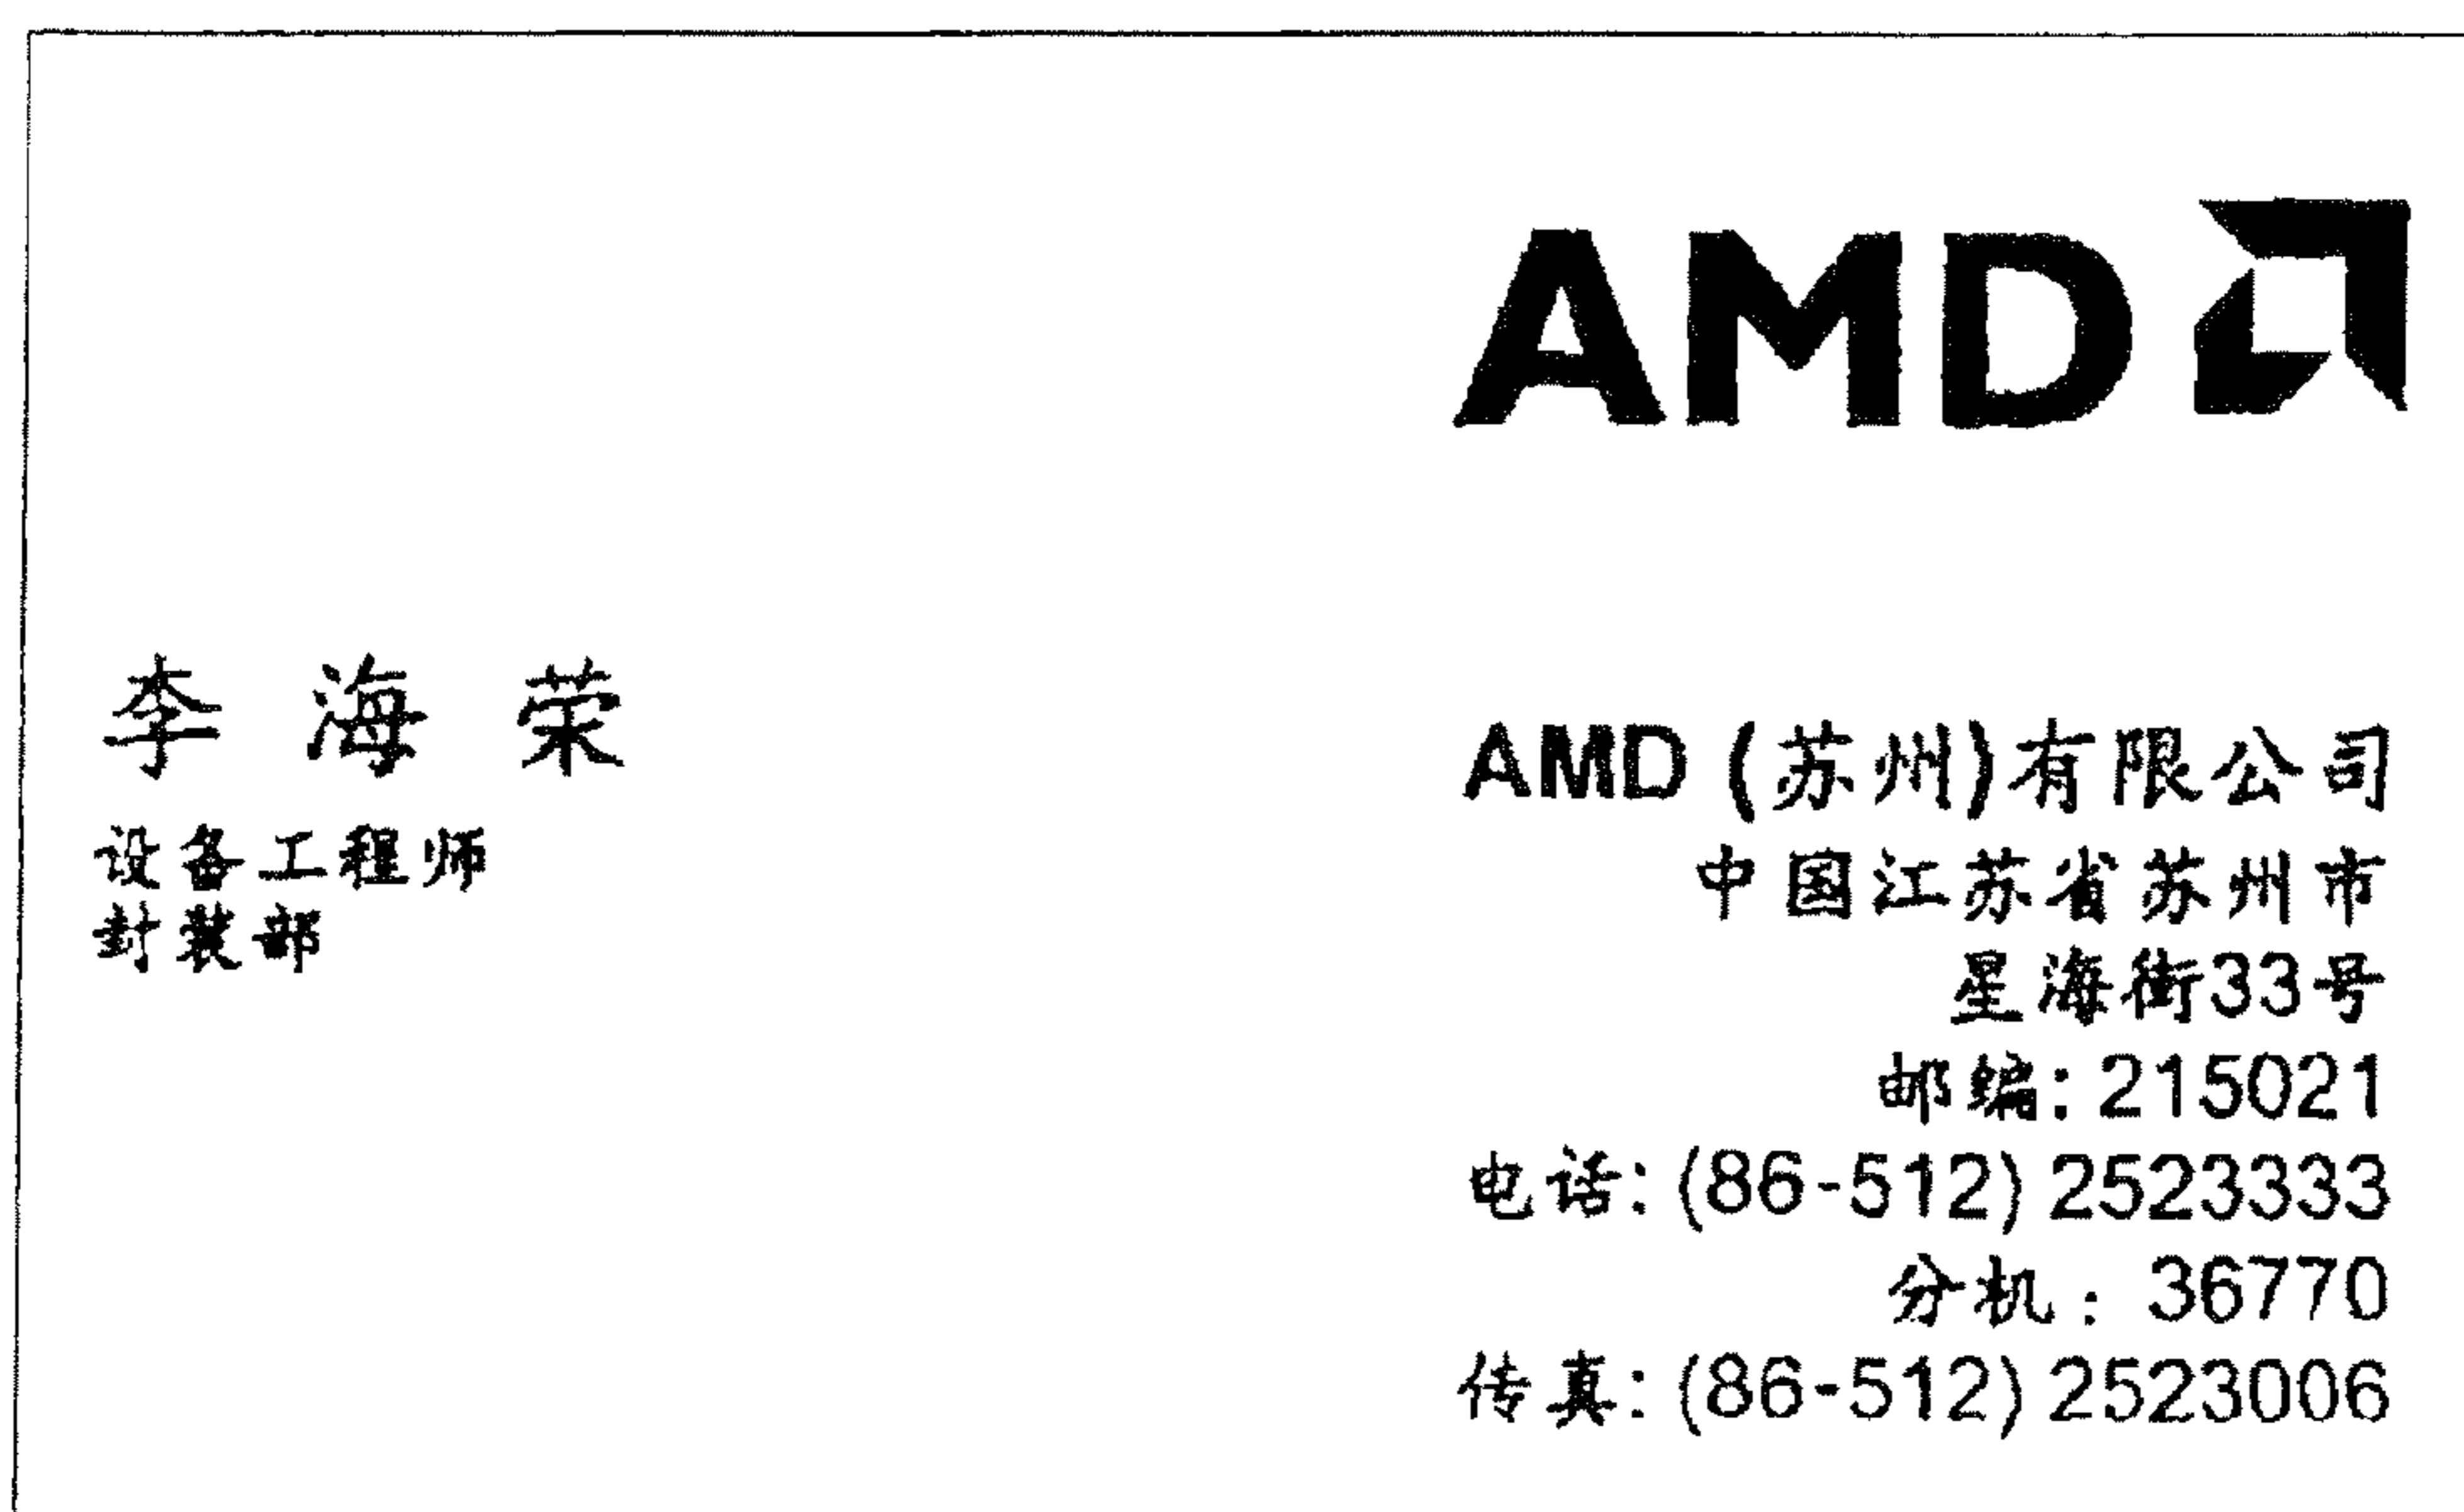 AMD
李海荣
设备工程师
封装部
AMD (苏州)有限公司
中国江苏省苏州市
星海街33号
邮编: 215021
电话: (86-512) 2523333
分机: 36770
传真: (86-512) 2523006